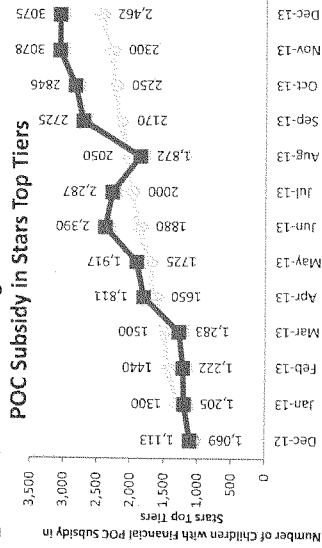 POC Subsidy in Stars Top Tiers
Number of Children with Financial POC Subsidy in
Stars Top Tiers
3,500
3,000
2,500
2,000
1,500
1,000
500
0
1,113
1300
1440
1500
1,811
1,917
2,390
2,287
2050
2725
2846
3078
3075
1,069
1,205
1,222
1,283
1650
1725
1880
2000
1,872
2170
2250
2300
2,462
Dec-12
Jan-13
Feb-13
Mar-13
Apr-13
May-13
Jun-13
Jul-13
Aug-13
Sep-13
Oct-13
Nov-13
Dec-13